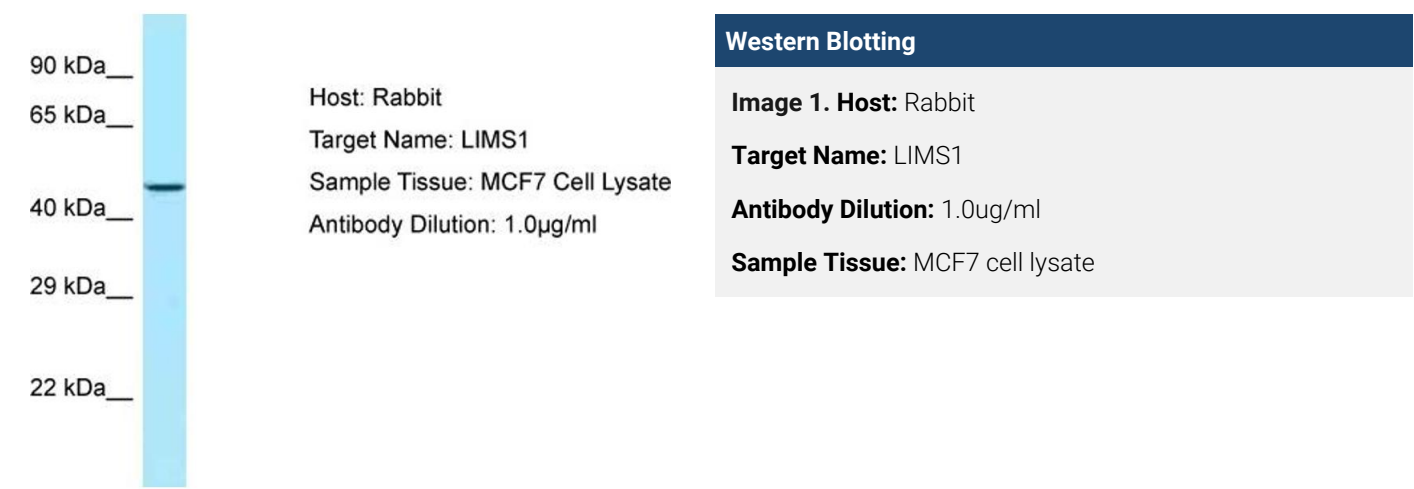 90 kDa__
65 kDa__
40 kDa__
29 kDa__
22 kDa__
Host: Rabbit
Target Name: LIMS1
Sample Tissue: MCF7 Cell Lysate
Antibody Dilution: 1.0µg/ml
Western Blotting
Image 1. Host: Rabbit
Target Name: LIMS1
Antibody Dilution: 1.0ug/ml
Sample Tissue: MCF7 cell lysate